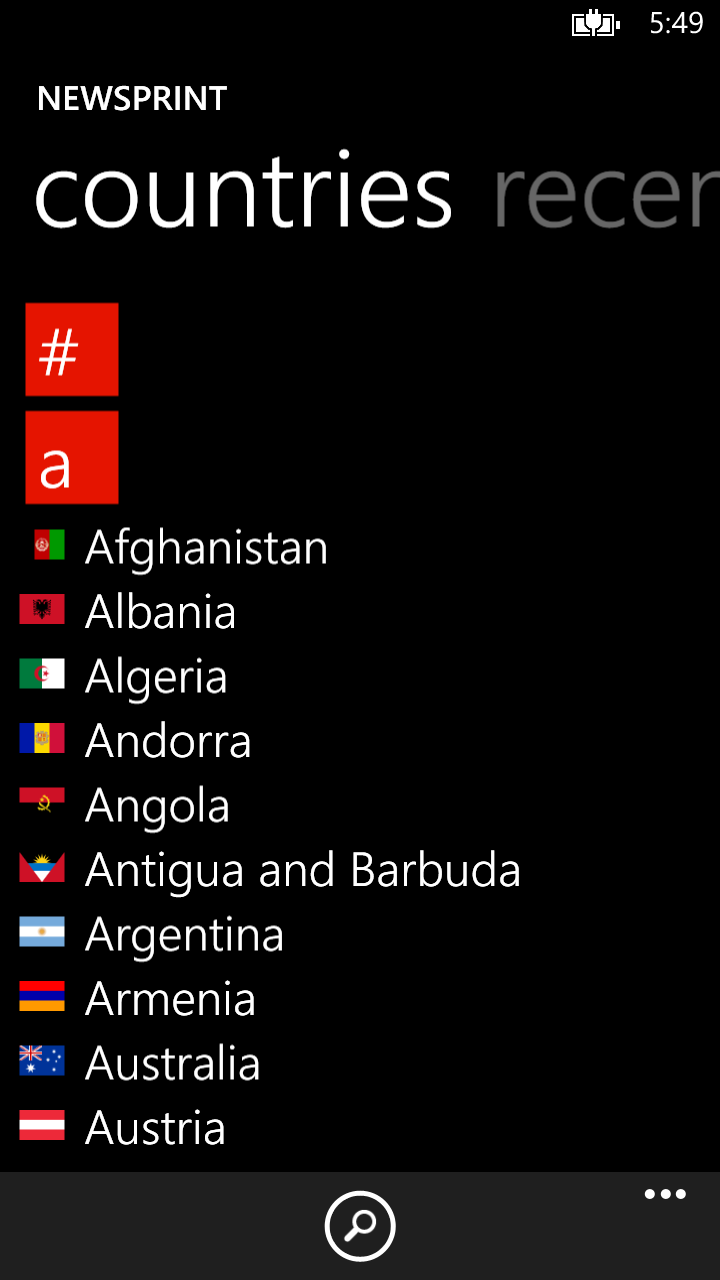 5:49
NEWSPRINT
countries recen
#
a
Afghanistan
Albania
Algeria
Andorra
Angola
Antigua and Barbuda
Argentina
Armenia
Australia
Austria